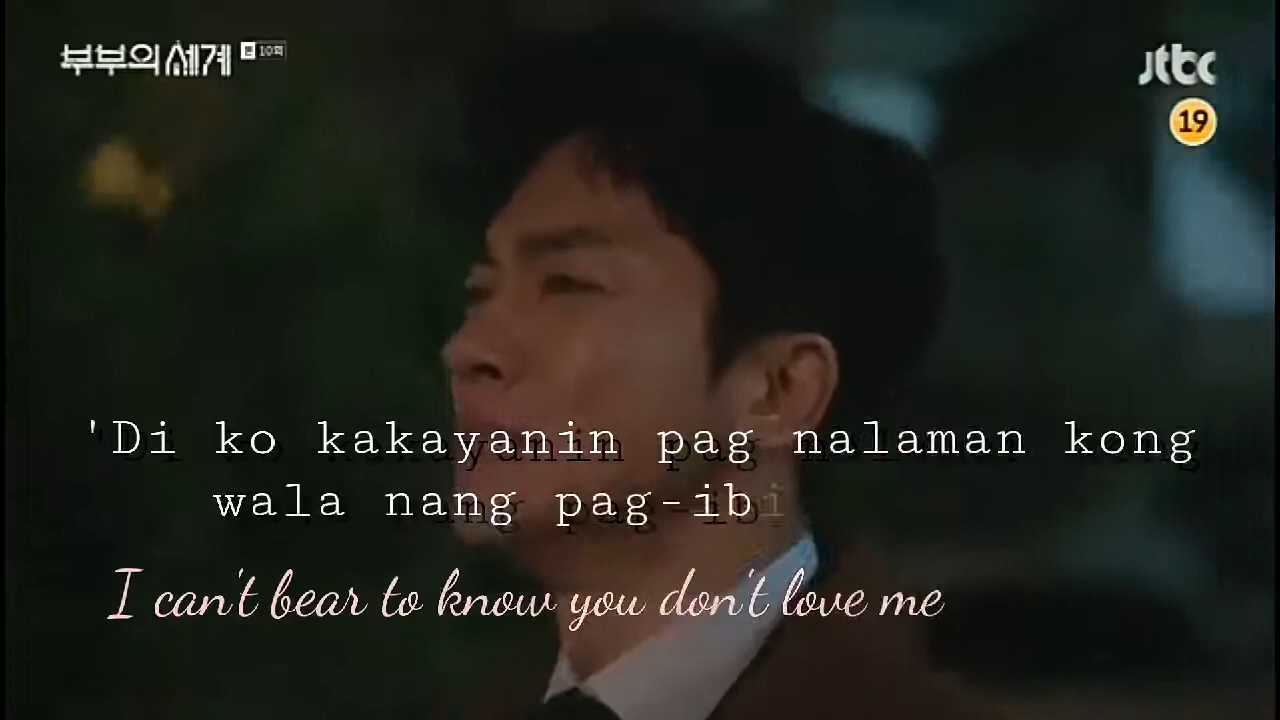 부부의 세계 10회
jtbc
19
'Di ko kakayanin pag nalaman kong
wala nang pag-ibi
I can't bear to know you don't love me